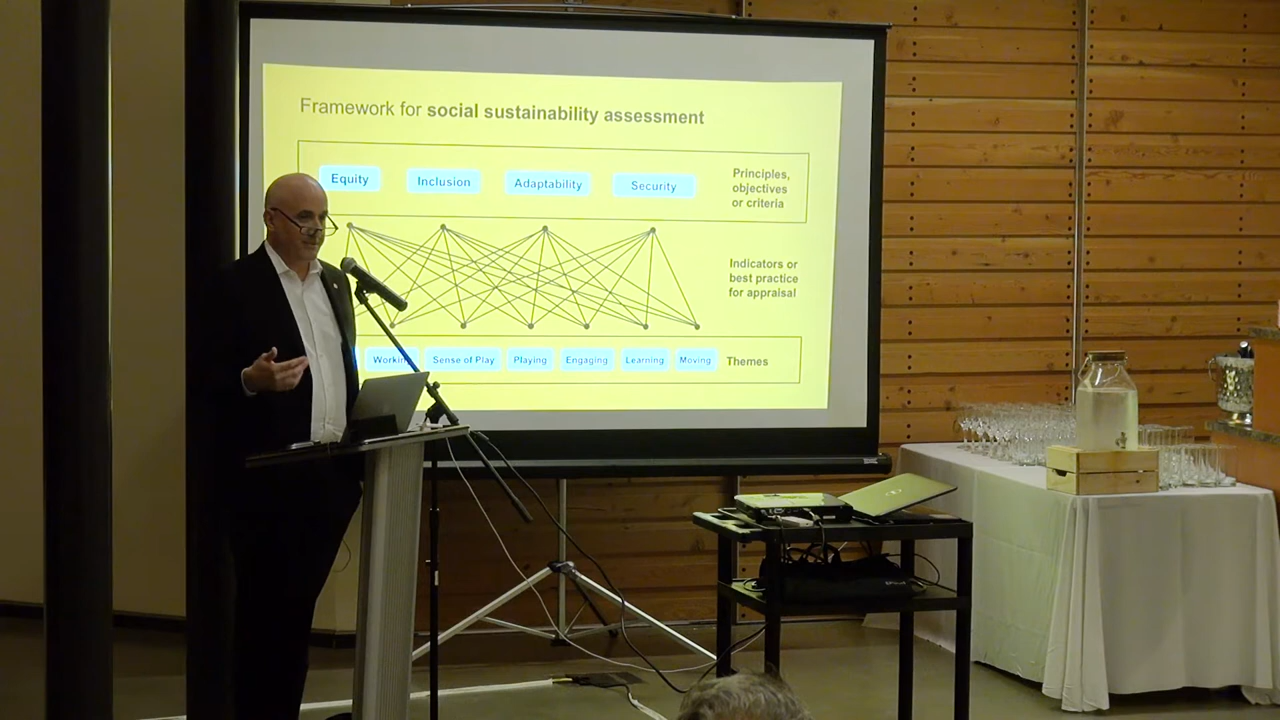 Framework for social sustainability assessment
Equity
Inclusion
Adaptability
Security
Principles,
objectives
or criteria
Indicators or
best practice
for appraisal
Working
Sense of Play
Playing
Engaging
Learning
Moving
Themes